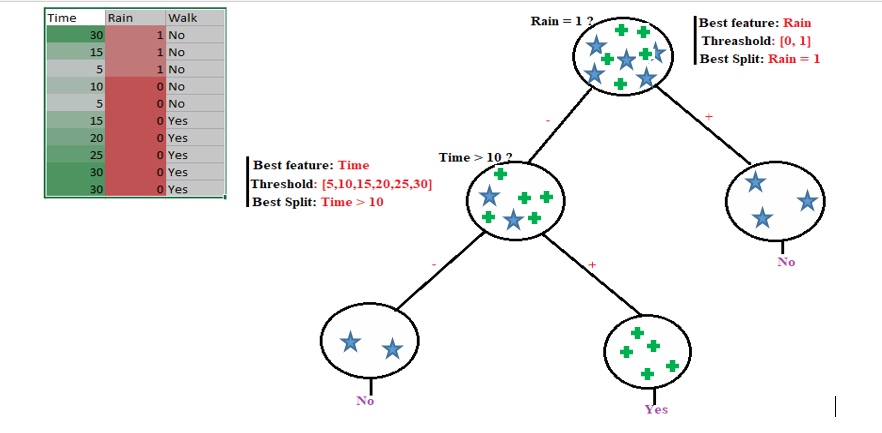 Time Rain Walk
30 1 No
15 1 No
5 1 No
10 0 No
5 0 No
15 0 Yes
20 0 Yes
25 0 Yes
30 0 Yes
30 0 Yes
Rain = 1 ?
Best feature: Rain
Threashold: [0, 1]
Best Split: Rain = 1
- +
Time > 10 ?
Best feature: Time
Threshold: [5,10,15,20,25,30]
Best Split: Time > 10
No
- +
No
Yes